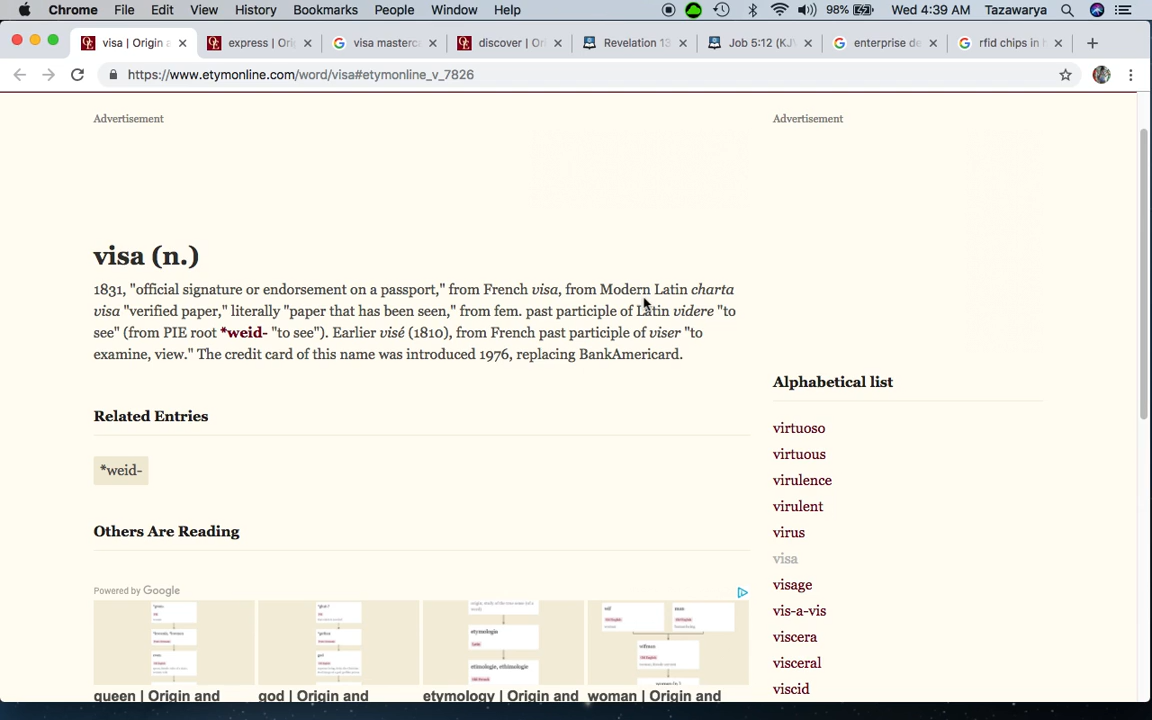 Chrome File Edit View History Bookmarks People Window Help 98% Wed 4:39 AM Tazawarya
visa | Origin a express | Orig visa masterca discover | Or Revelation 13 Job 5:12 (KJV enterprise de rfid chips in h
https://www.etymonline.com/word/visa#etymonline_v_7826
Advertisement
Advertisement
visa (n.)
1831, "official signature or endorsement on a passport," from French visa, from Modern Latin charta
visa "verified paper," literally "paper that has been seen," from fem. past participle of Latin videre "to
see" (from PIE root *weid- "to see"). Earlier visé (1810), from French past participle of viser "to
examine, view." The credit card of this name was introduced 1976, replacing BankAmericard.
Related Entries
*weid-
Others Are Reading
Powered by Google
etymologie
etimologie, ethimologie
queen | Origin and god | Origin and etymology | Origin and woman | Origin and
Alphabetical list
virtuoso
virtuous
virulence
virulent
virus
visa
visage
vis-a-vis
viscera
visceral
viscid